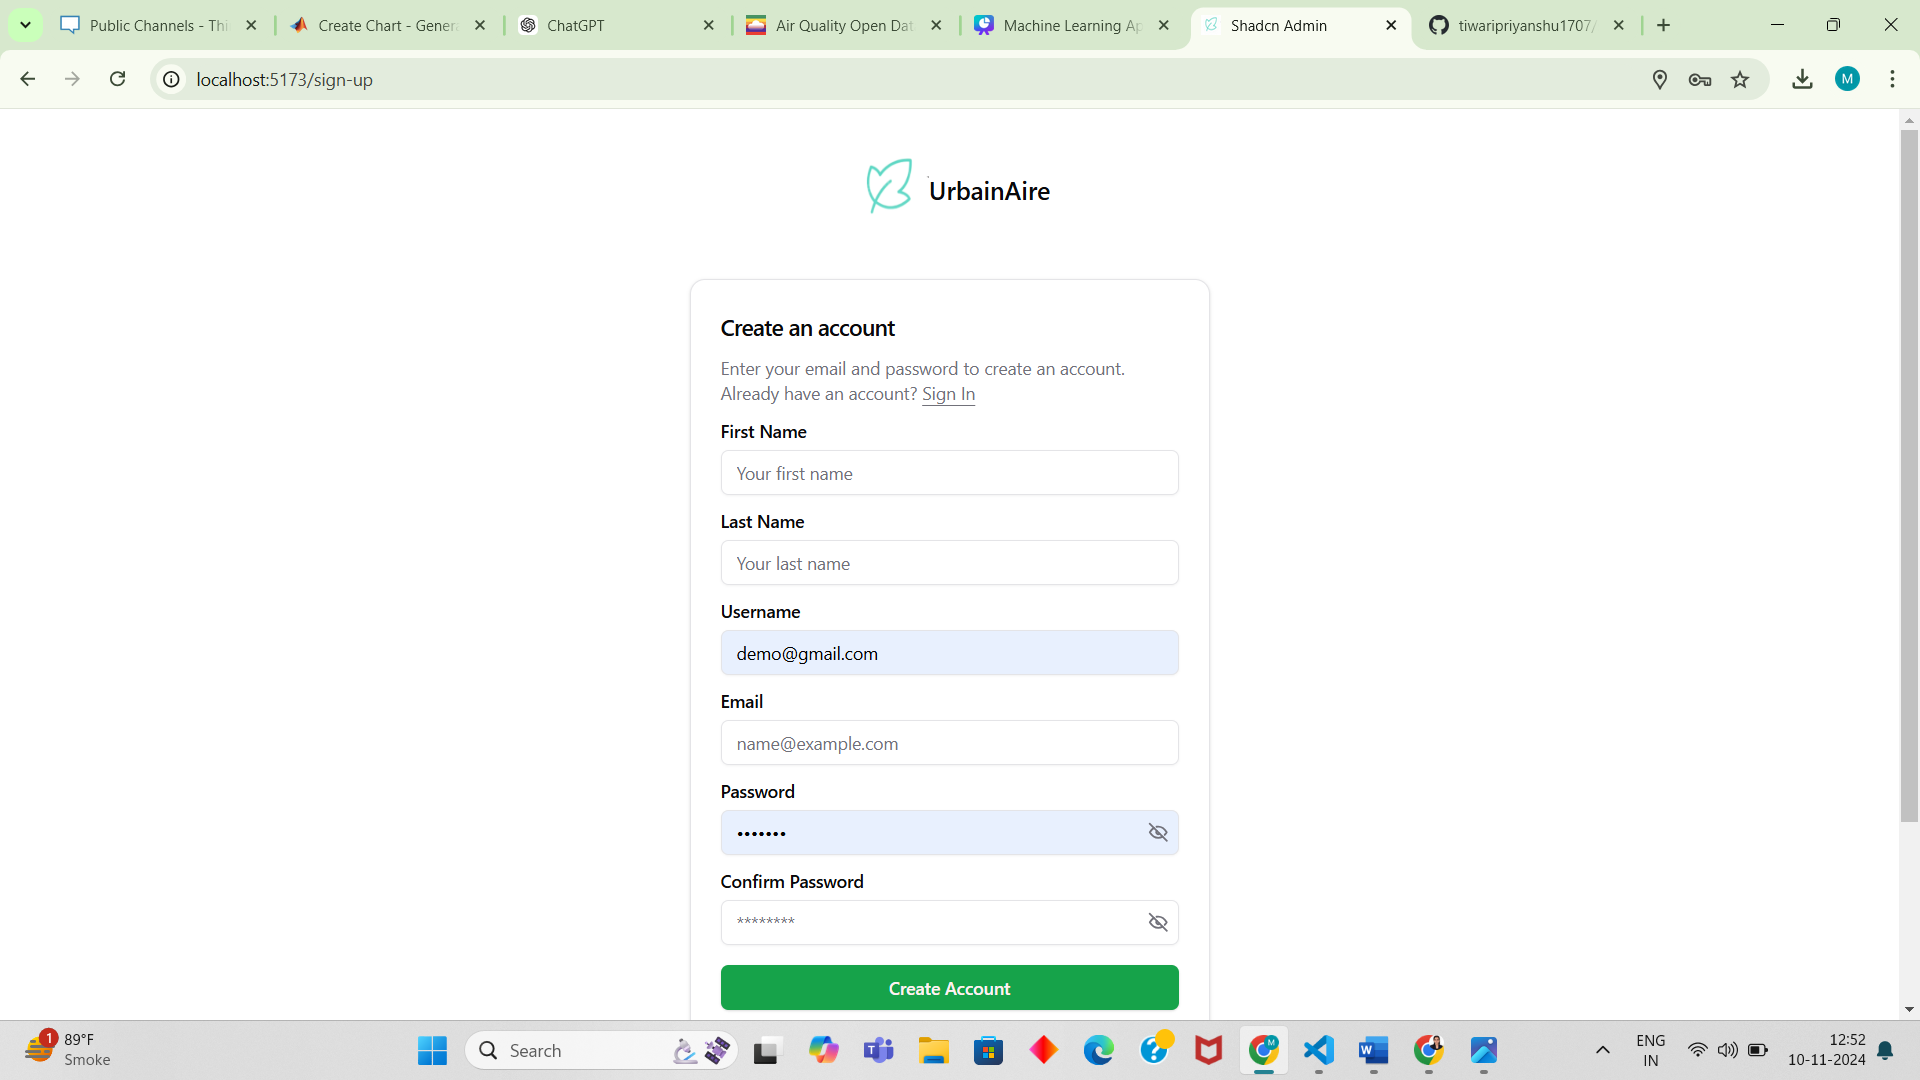 Public Channels - Thi
Create Chart - Genera
ChatGPT
Air Quality Open Dat
Machine Learning Ap
Shadcn Admin
tiwaripriyanshu1707/
localhost:5173/sign-up
M
UrbainAire
Create an account
Enter your email and password to create an account.
Already have an account? Sign In
First Name
Your first name
Last Name
Your last name
Username
demo@gmail.com
Email
name@example.com
Password
•••••••
Confirm Password
********
Create Account
1
89°F
Smoke
Search
ENG
IN
12:52
10-11-2024